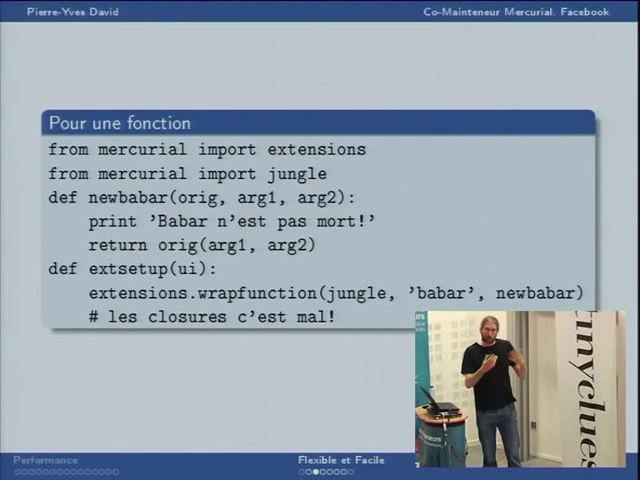 Pierre-Yves David
Co-Mainteneur Mercurial. Facebook
Pour une fonction
from mercurial import extensions
from mercurial import jungle
def newbabar(orig, arg1, arg2):
print 'Babar n'est pas mort!'
return orig(arg1, arg2)
def extsetup(ui):
extensions.wrapfunction(jungle, 'babar', newbabar)
# les closures c'est mal!
tinyclues
Performance
Flexible et Facile